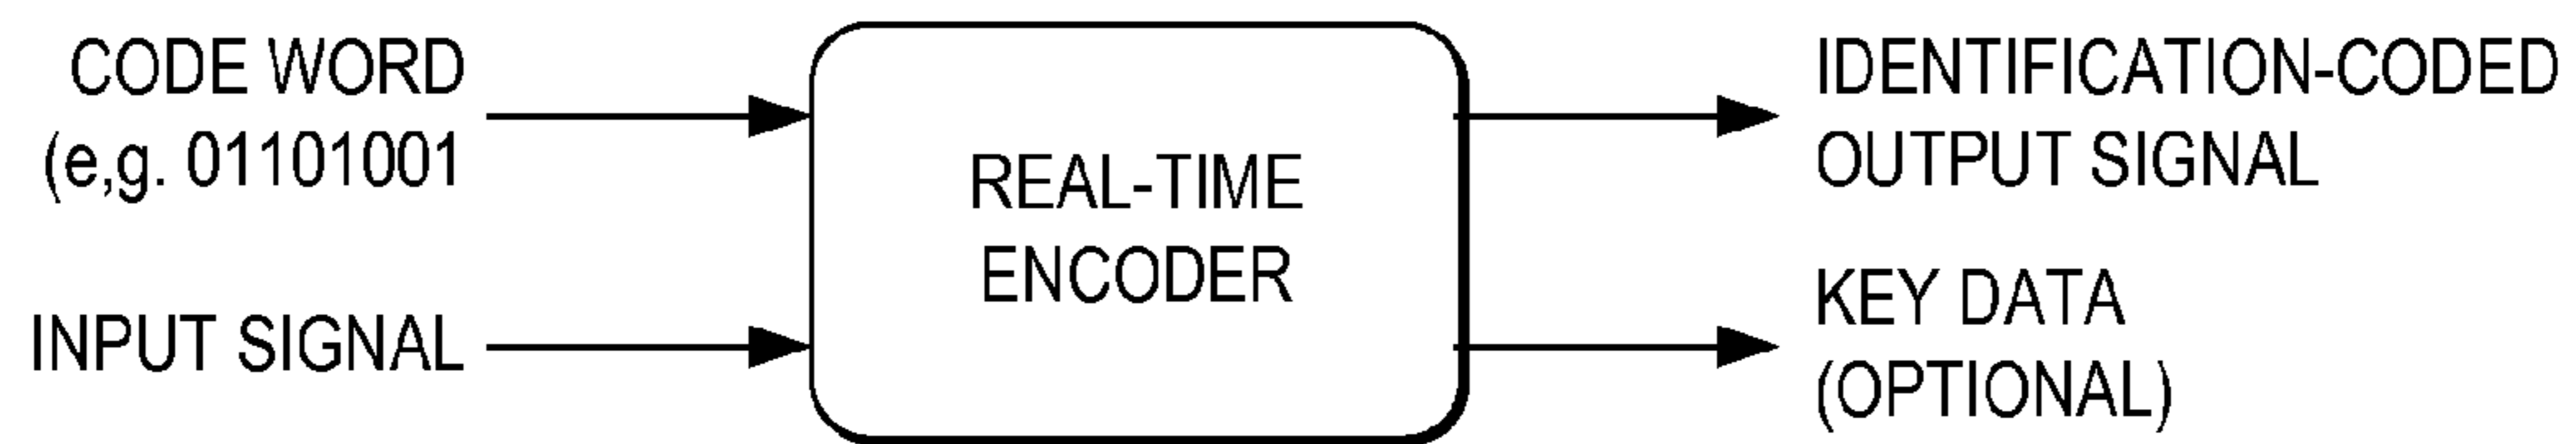 CODE WORD
(e,g. 01101001
INPUT SIGNAL
REAL-TIME
ENCODER
IDENTIFICATION-CODED
OUTPUT SIGNAL
KEY DATA
(OPTIONAL)